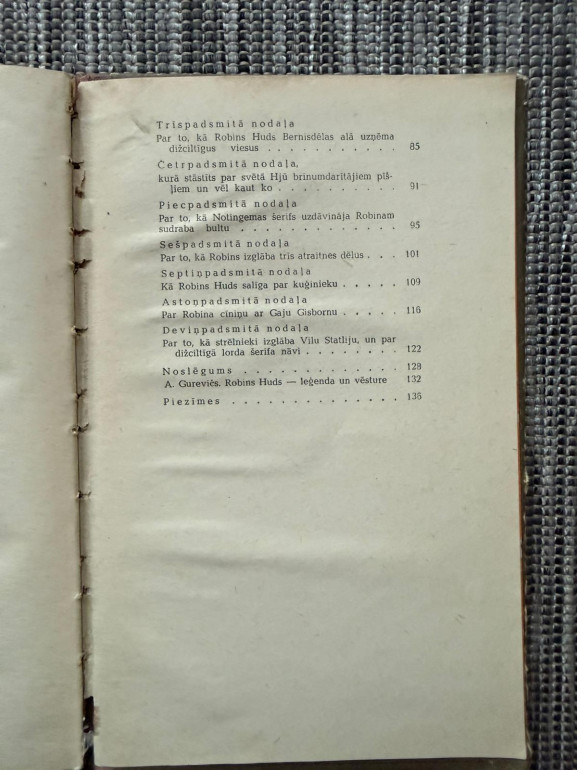 Trīspadsmitā nodaļa
Par to, kā Robins Huds Bernisdēlas alā uzņēma
dižciltīgus viesus . . . . . . . . . . . 85
Četrpadsmitā nodaļa,
kurā stāstīts par svētā Hjū brīnumdarītājiem pīš-
ļiem un vēl kaut ko . . . . . . . . . . 91
Piecpadsmitā nodaļa
Par to, kā Notingemas šerifs uzdāvināja Robinam
sudraba bultu . . . . . . . . . . . . . 95
Sešpadsmitā nodaļa
Par to, kā Robins izglāba trīs atraitnes dēlus . . . 101
Septiņpadsmitā nodaļa
Kā Robins Huds salīga par kuģinieku . . . . . 109
Astoņpadsmitā nodaļa
Par Robina cīniņu ar Gaju Gisbornu . . . . . 116
Deviņpadsmitā nodaļa
Par to, kā strēlnieki izglāba Vilu Statliju, un par
dižciltīgā lorda šerifa nāvi . . . . . . . . 122
Noslēgums . . . . . . . . . . . . . 128
A. Gurevičs. Robins Huds — leģenda un vēsture 132
Piezīmes . . . . . . . . . . . . . . 135